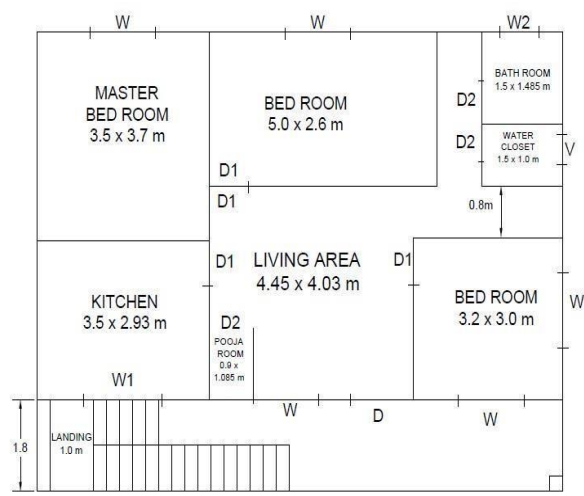 W
W
W2
MASTER
BED ROOM
3.5 x 3.7 m
BED ROOM
5.0 x 2.6 m
BATH ROOM
1.5 x 1.485 m
D2
D2
WATER
CLOSET
1.5 x 1.0 m
V
D1
D1
0.8m
D1
LIVING AREA
4.45 x 4.03 m
D1
KITCHEN
3.5 x 2.93 m
BED ROOM
3.2 x 3.0 m
W
D2
POOJA
ROOM
0.9 x
1.085 m
W1
W
D
W
1.8
LANDING
1.0 m